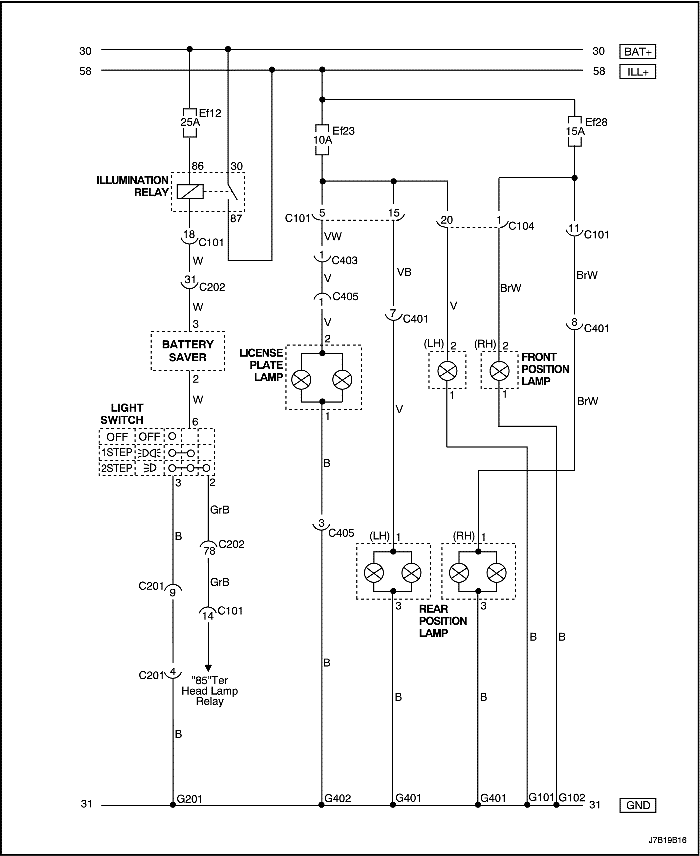 30 30 BAT+
58 58 ILL+
Ef12
25A
Ef23
10A
Ef28
15A
86 30
ILLUMINATION
RELAY
87
5 15
C101
20 1
C104
11
C101
18
C101
VW
1
C403
W
VB
31
C202
V
BrW
BrW
C405
1
W
V
7
C401
V
8
C401
3
BATTERY
SAVER
2
LICENSE
PLATE
LAMP
2
1
(LH) 2
1
(RH) 2
1
FRONT
POSITION
LAMP
2
W
V
BrW
LIGHT
SWITCH
6
OFF OFF
1STEP
2STEP
3 2
B
GrB
B
3
C405
78
C202
(LH) 1
(RH) 1
GrB
C201
9
14
C101
3
3
REAR
POSITION
LAMP
B
B
4
C201
"85"Ter
Head Lamp
Relay
B
B
B
B
31 G201 G402 G401 G401 G101 G102 31 GND
J7B19B16